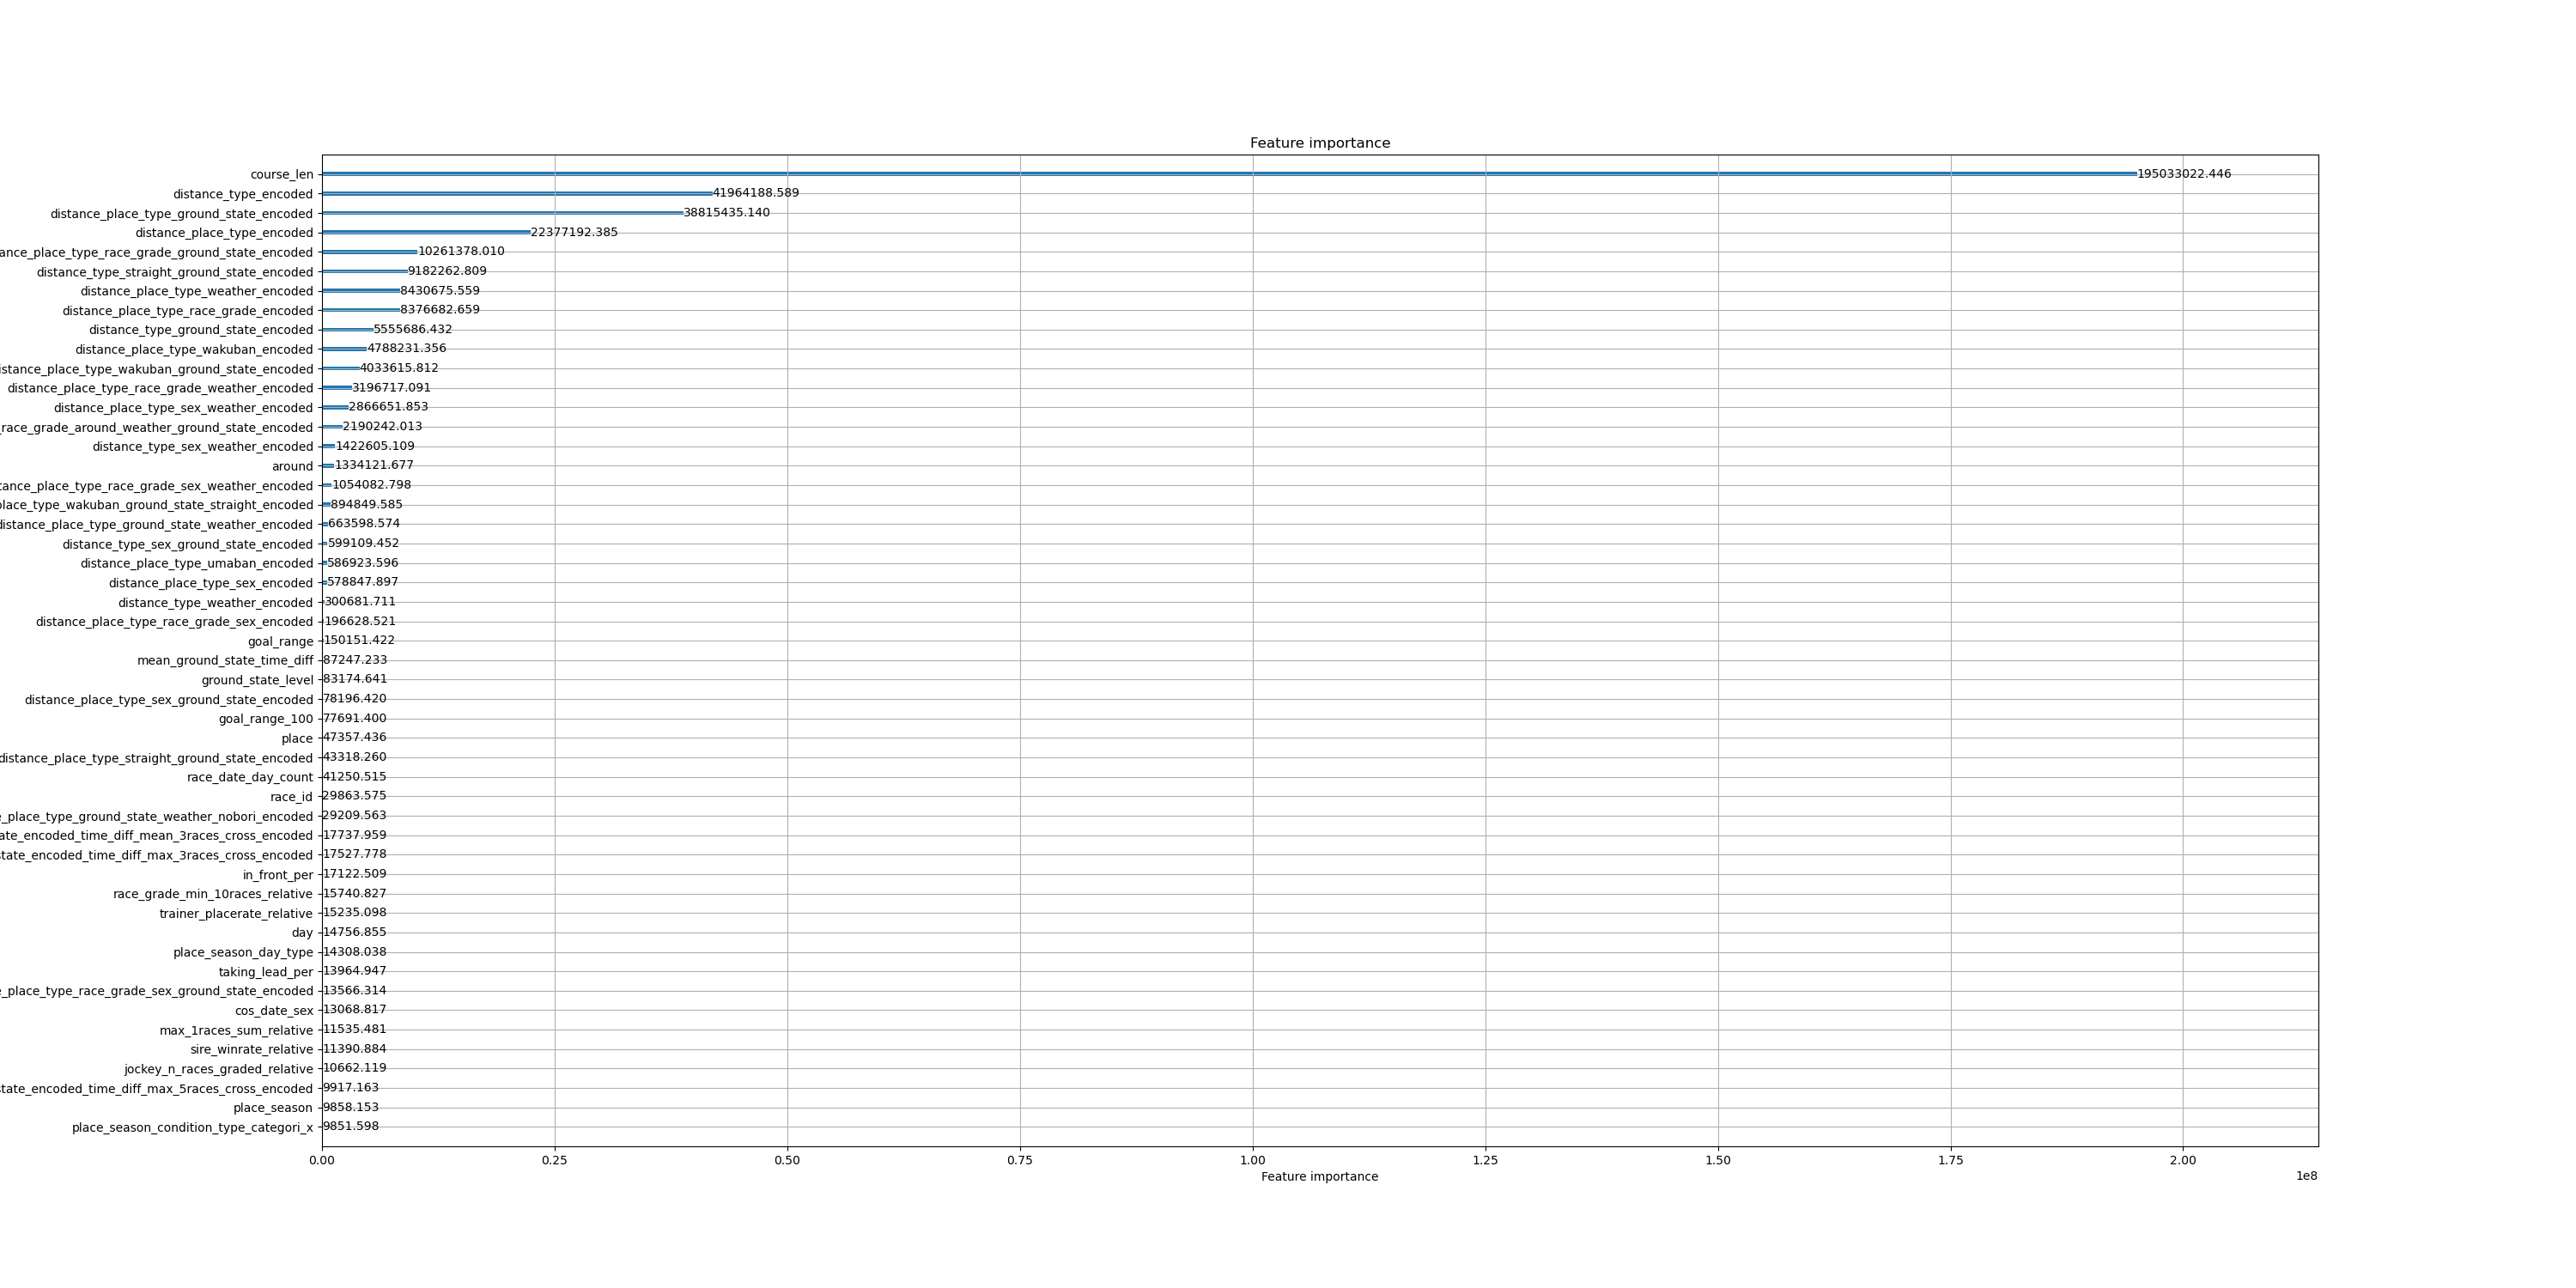 Feature importance
course_len 195033022.446
distance_type_encoded 41964188.589
distance_place_type_ground_state_encoded 38815435.140
distance_place_type_encoded 22377192.385
ance_place_type_race_grade_ground_state_encoded 10261378.010
distance_type_straight_ground_state_encoded 9182262.809
distance_place_type_weather_encoded 8430675.559
distance_place_type_race_grade_encoded 8376682.659
distance_type_ground_state_encoded 5555686.432
distance_place_type_wakuban_encoded 4788231.356
istance_place_type_wakuban_ground_state_encoded 4033615.812
distance_place_type_race_grade_weather_encoded 3196717.091
distance_place_type_sex_weather_encoded 2866651.853
_race_grade_around_weather_ground_state_encoded 2190242.013
distance_type_sex_weather_encoded 1422605.109
around 1334121.677
tance_place_type_race_grade_sex_weather_encoded 1054082.798
place_type_wakuban_ground_state_straight_encoded 894849.585
distance_place_type_ground_state_weather_encoded 663598.574
distance_type_sex_ground_state_encoded 599109.452
distance_place_type_umaban_encoded 586923.596
distance_place_type_sex_encoded 578847.897
distance_type_weather_encoded 300681.711
distance_place_type_race_grade_sex_encoded 196628.521
goal_range 150151.422
mean_ground_state_time_diff 87247.233
ground_state_level 83174.641
distance_place_type_sex_ground_state_encoded 78196.420
goal_range_100 77691.400
place 47357.436
distance_place_type_straight_ground_state_encoded 43318.260
race_date_day_count 41250.515
race_id 29863.575
e_place_type_ground_state_weather_nobori_encoded 29209.563
ate_encoded_time_diff_mean_3races_cross_encoded 17737.959
state_encoded_time_diff_max_3races_cross_encoded 17527.778
in_front_per 17122.509
race_grade_min_10races_relative 15740.827
trainer_placerate_relative 15235.098
day 14756.855
place_season_day_type 14308.038
taking_lead_per 13964.947
e_place_type_race_grade_sex_ground_state_encoded 13566.314
cos_date_sex 13068.817
max_1races_sum_relative 11535.481
sire_winrate_relative 11390.884
jockey_n_races_graded_relative 10662.119
state_encoded_time_diff_max_5races_cross_encoded 9917.163
place_season 9858.153
place_season_condition_type_categori_x 9851.598
0.00 0.25 0.50 0.75 1.00 1.25 1.50 1.75 2.00
1e8
Feature importance